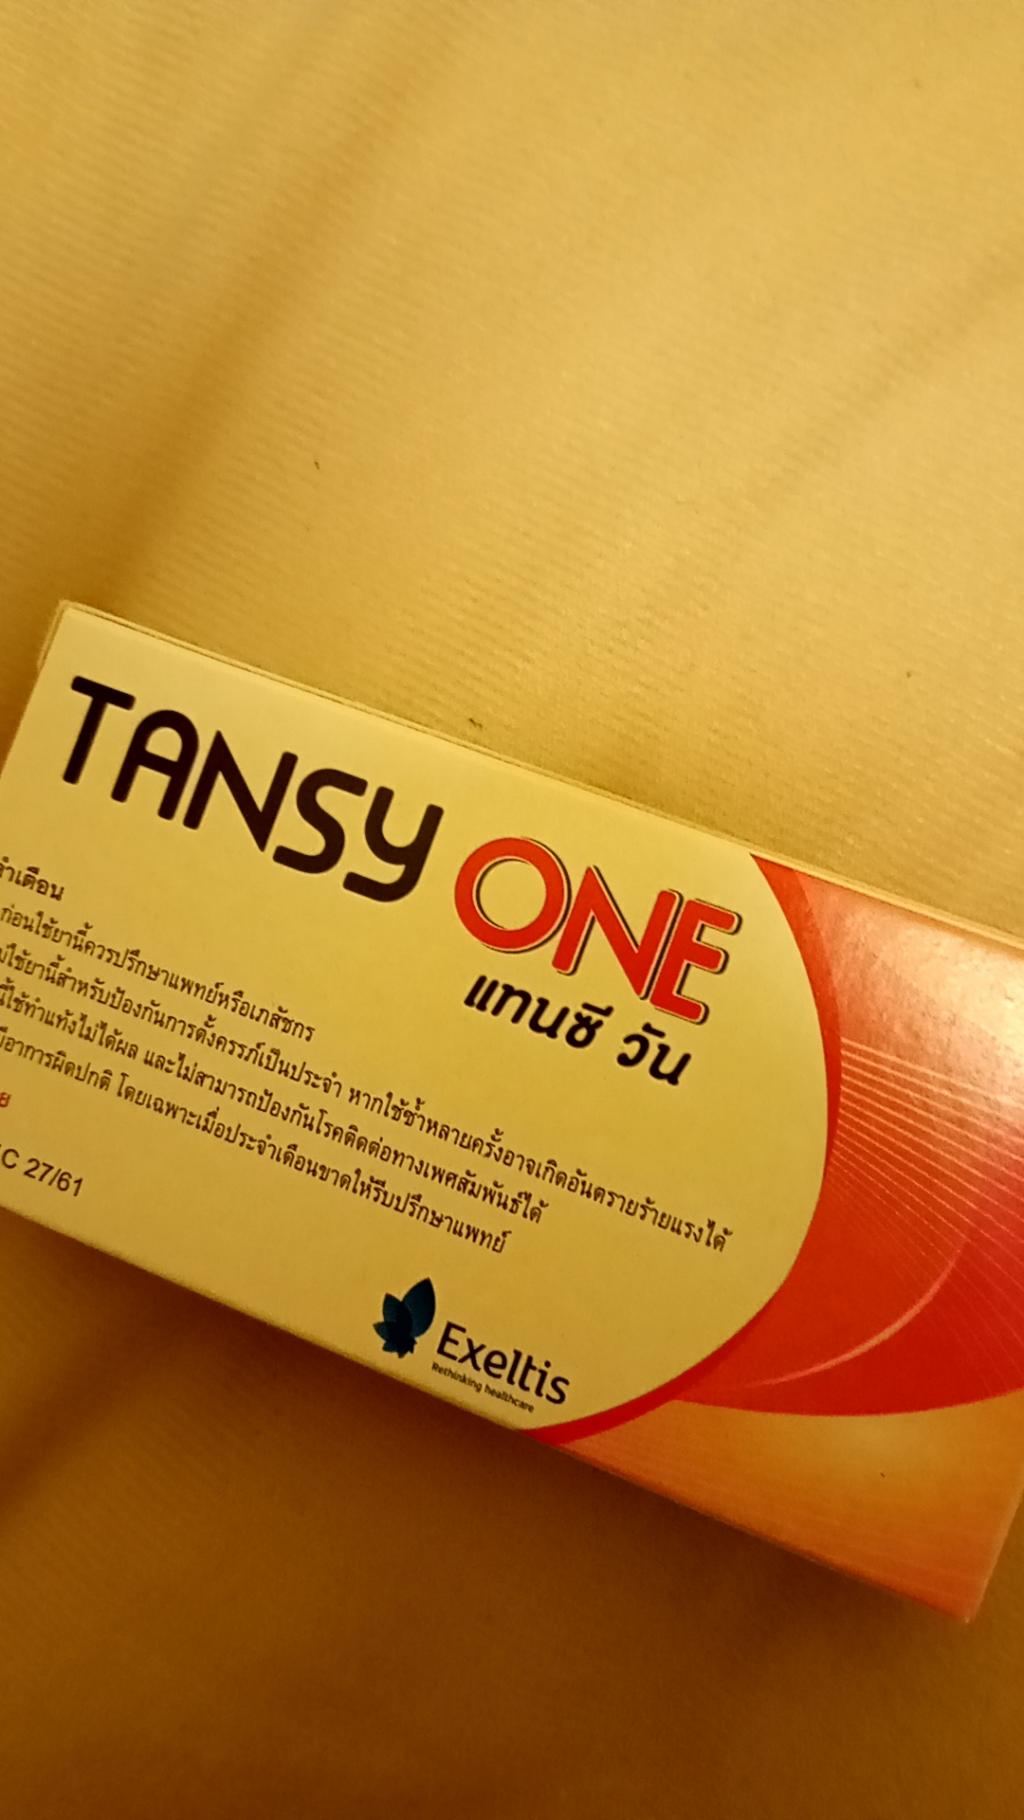 TANSY ONE
แทนซี วัน
ก่อนใช้ยานี้ควรปรึกษาแพทย์หรือเภสัชกร
ใช้ยานี้สำหรับป้องกันการตั้งครรภ์เป็นประจำ หากใช้ซ้ำหลายครั้งอาจเกิดอันตรายร้ายแรงได้
ใช้ทำแท้งไม่ได้ผล และไม่สามารถป้องกันโรคติดต่อทางเพศสัมพันธ์ได้
มีอาการผิดปกติ โดยเฉพาะเมื่อประจำเดือนขาดให้รีบปรึกษาแพทย์
C 27/61
Exeltis
Rethinking healthcare